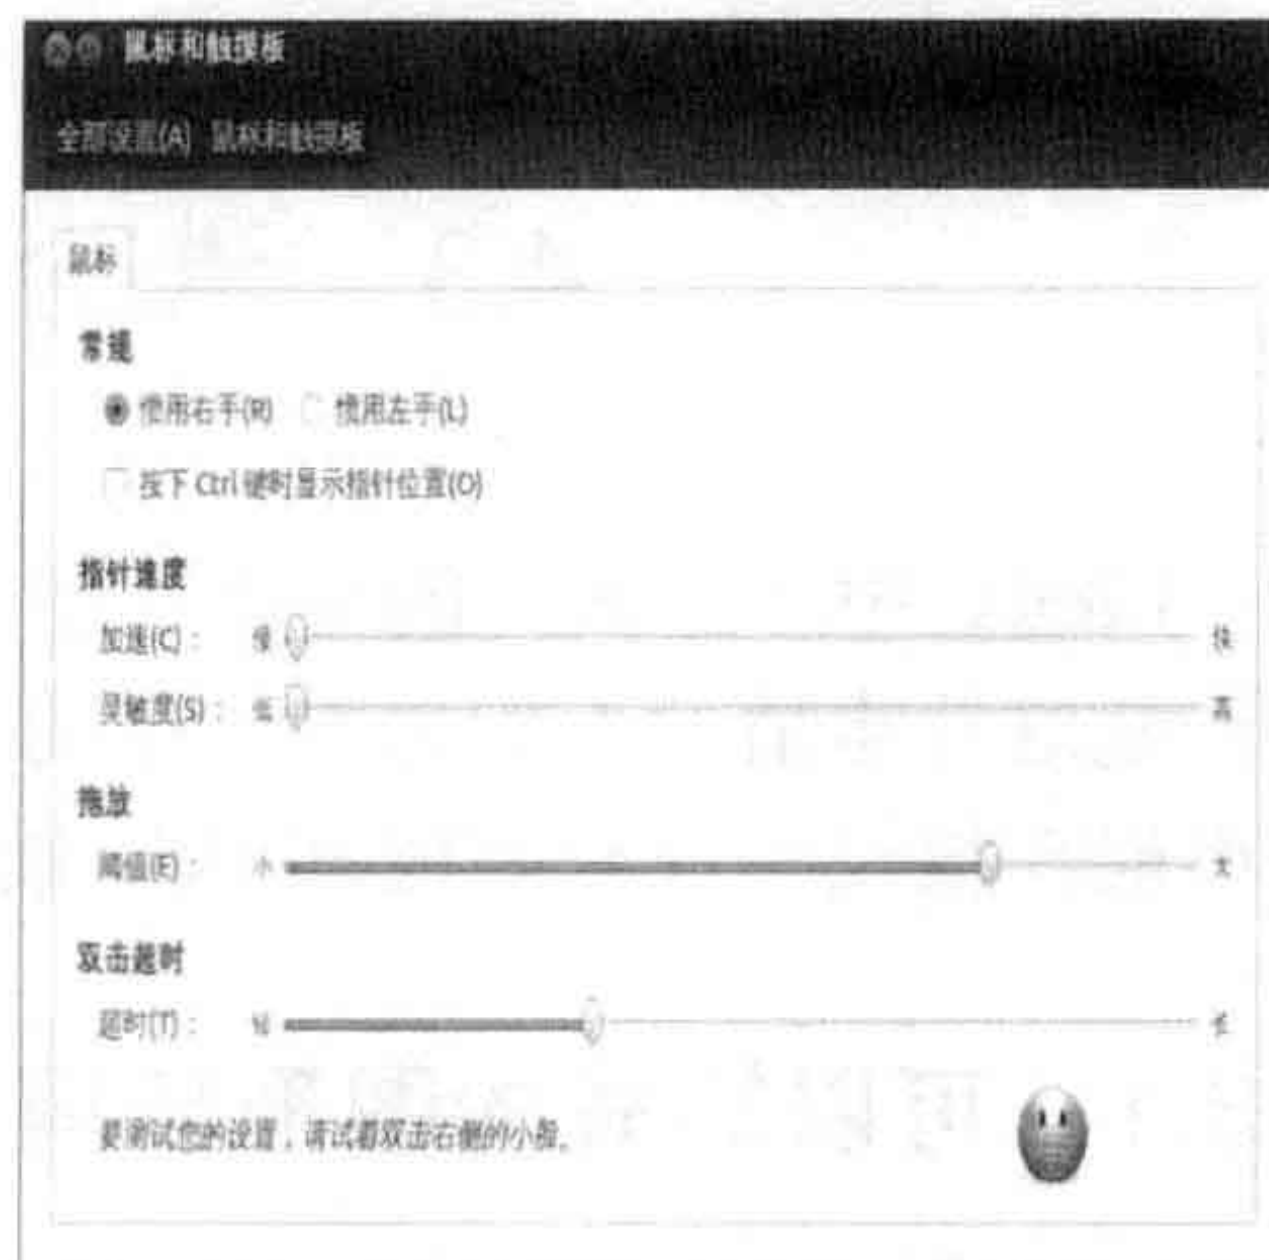 鼠标和触摸板
全部设置(A) 鼠标和触摸板
鼠标
常规
惯用右手(R) 惯用左手(L)
按下 Ctrl 键时显示指针位置(O)
指针速度
加速(C)： 慢 快
灵敏度(S)： 低 高
拖放
阈值(E)： 小 大
双击超时
超时(T)： 短 长
要测试您的设置，请试着双击右侧的小脸。